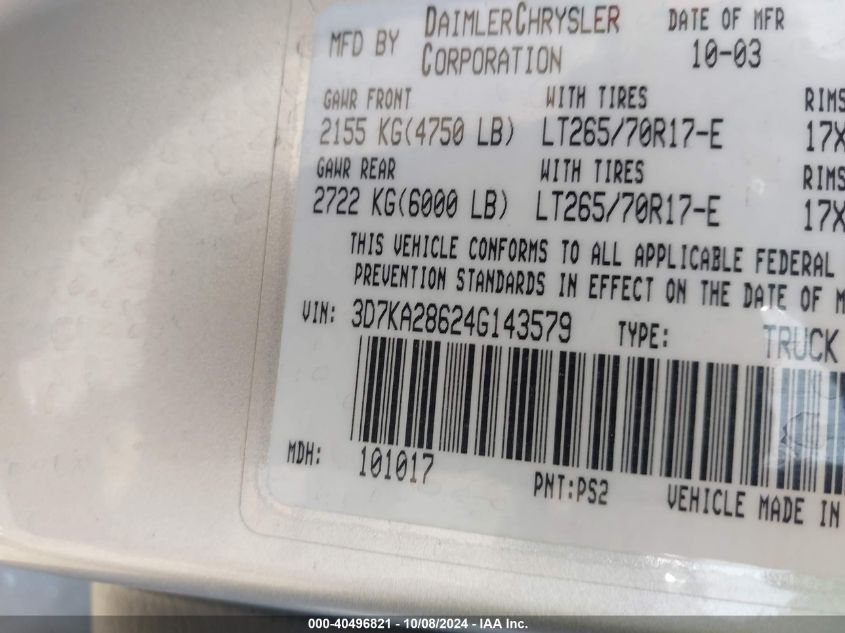 MFD BY DAIMLERCHRYSLER CORPORATION
DATE OF MFR
10-03
GAWR FRONT WITH TIRES RIMS
2155 KG(4750 LB) LT265/70R17-E 17X
GAWR REAR WITH TIRES RIMS
2722 KG(6000 LB) LT265/70R17-E 17X
THIS VEHICLE CONFORMS TO ALL APPLICABLE FEDERAL
PREVENTION STANDARDS IN EFFECT ON THE DATE OF M
VIN: 3D7KA28624G143579 TYPE: TRUCK
MDH: 101017
PNT:PS2 VEHICLE MADE IN
000-40496821 - 10/08/2024 - IAA Inc.